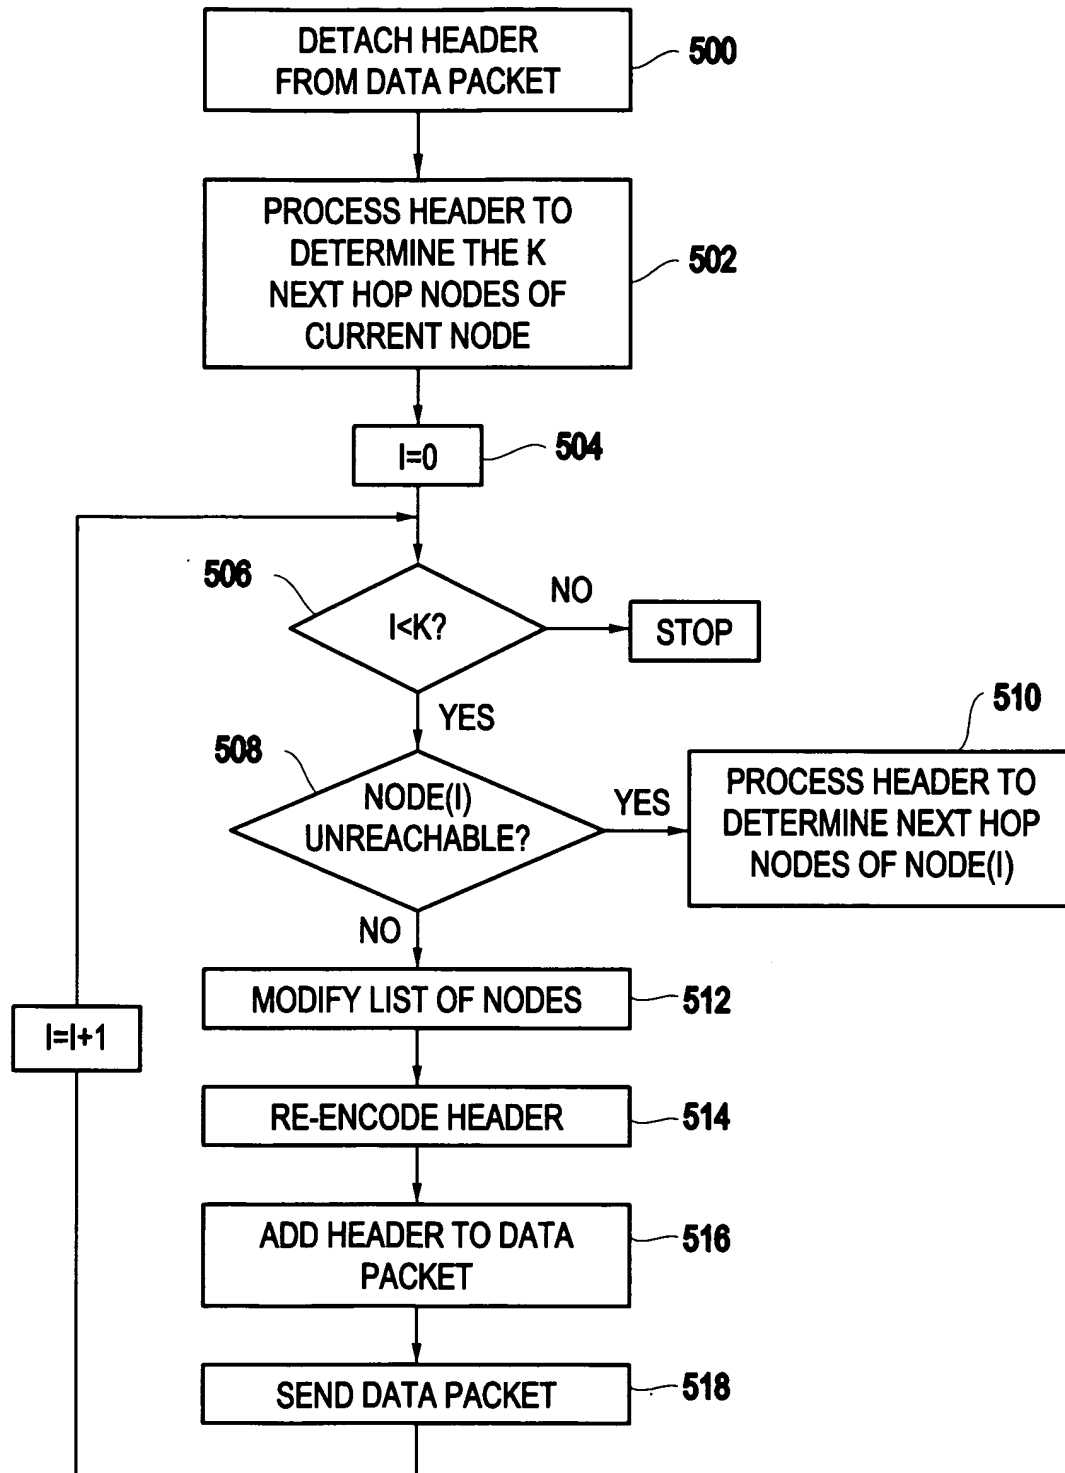 DETACH HEADER
FROM DATA PACKET
500
PROCESS HEADER TO
DETERMINE THE K
NEXT HOP NODES OF
CURRENT NODE
502
I=0
504
506
I<K?
NO
STOP
YES
508
NODE(I)
UNREACHABLE?
YES
510
PROCESS HEADER TO
DETERMINE NEXT HOP
NODES OF NODE(I)
NO
MODIFY LIST OF NODES
512
I=I+1
RE-ENCODE HEADER
514
ADD HEADER TO DATA
PACKET
516
SEND DATA PACKET
518